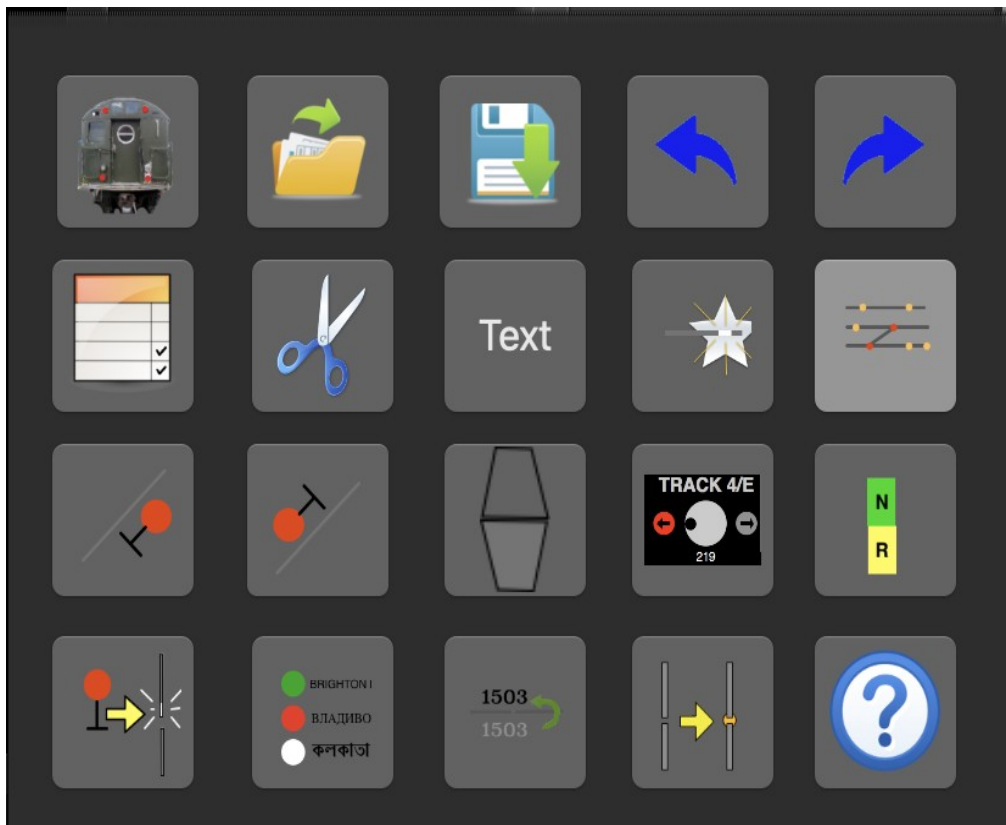 Text
TRACK 4/E
219
N
R
BRIGHTON I
ВЛАДИВО
কলকাতা
1503
1503